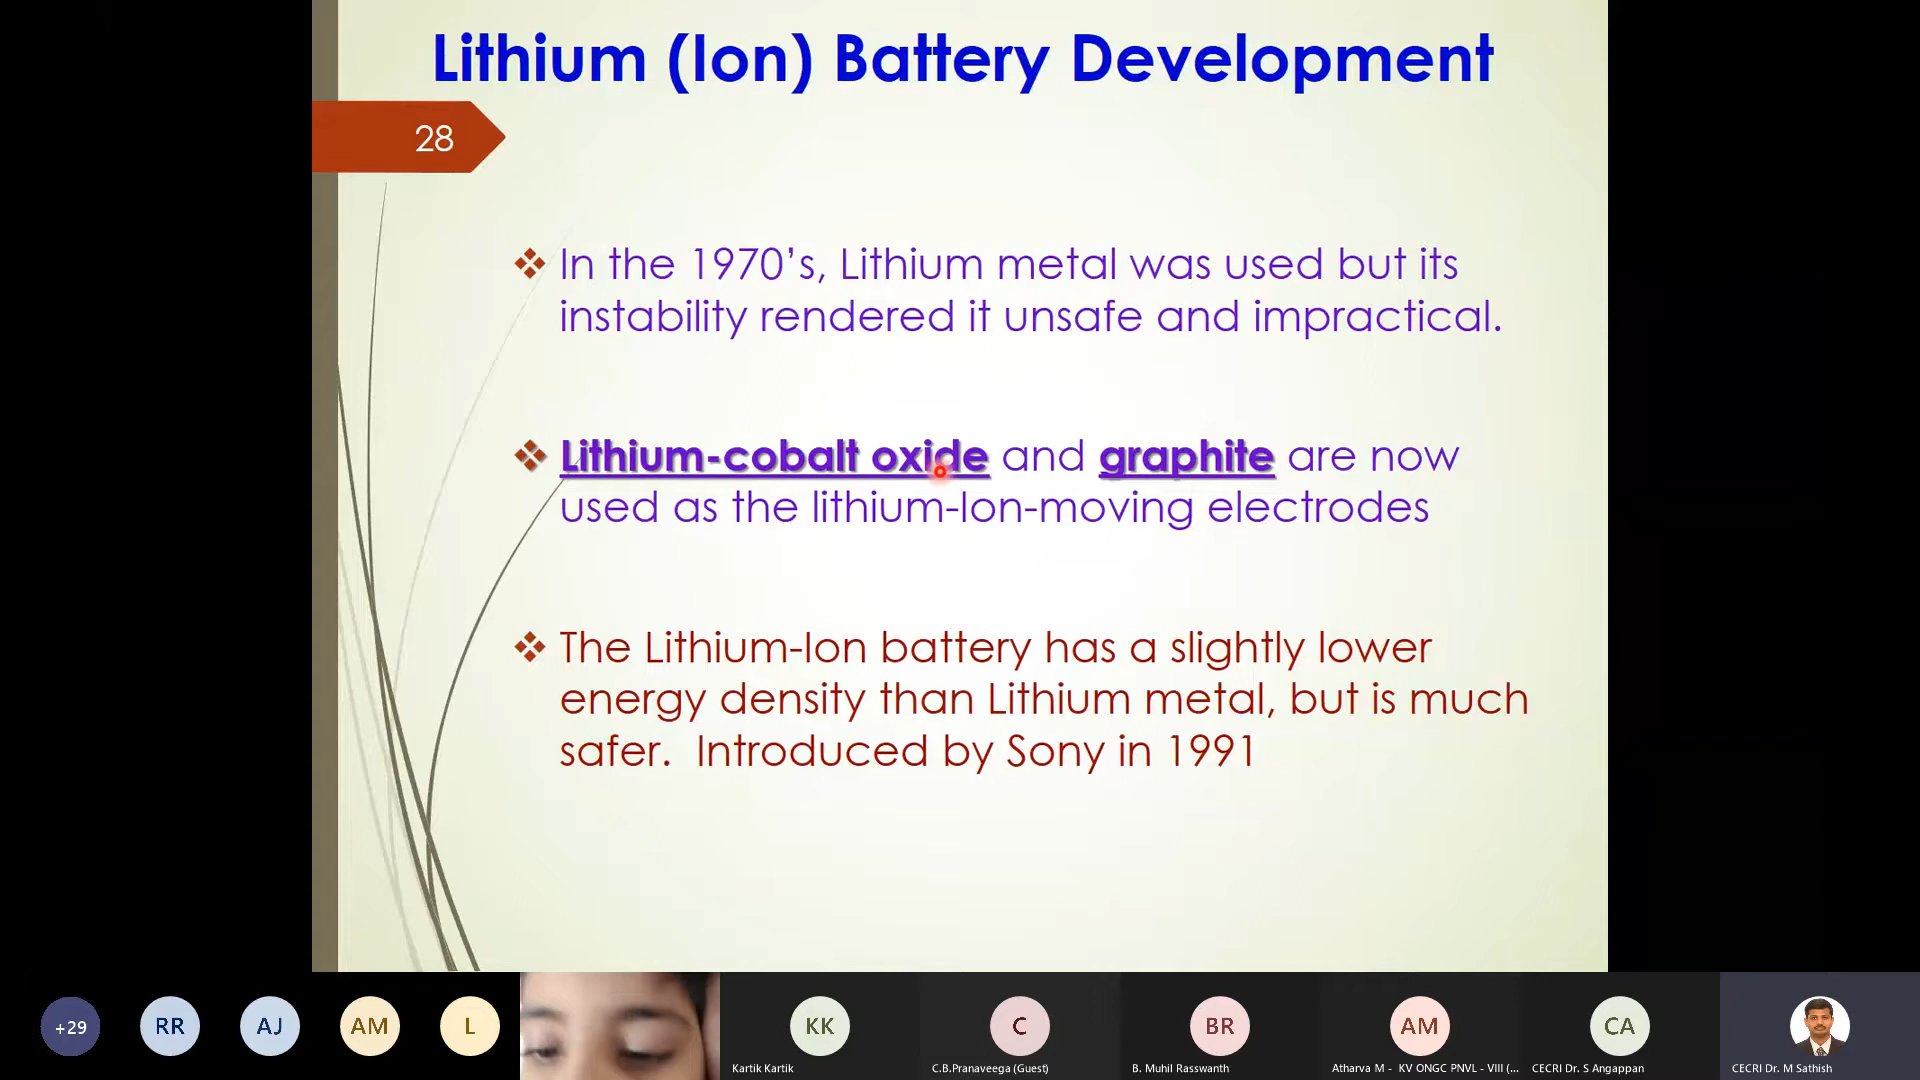 Lithium (Ion) Battery Development
28
In the 1970’s, Lithium metal was used but its
instability rendered it unsafe and impractical.
Lithium-cobalt oxide and graphite are now
used as the lithium-Ion-moving electrodes
The Lithium-Ion battery has a slightly lower
energy density than Lithium metal, but is much
safer.  Introduced by Sony in 1991
+29
RR
AJ
AM
L
KK
C
BR
AM
CA
Kartik Kartik
C.B.Pranaveega (Guest)
B. Muhil Rasswanth
Atharva M -  KV ONGC PNVL - VIII (...
CECRI Dr. S Angappan
CECRI Dr. M Sathish